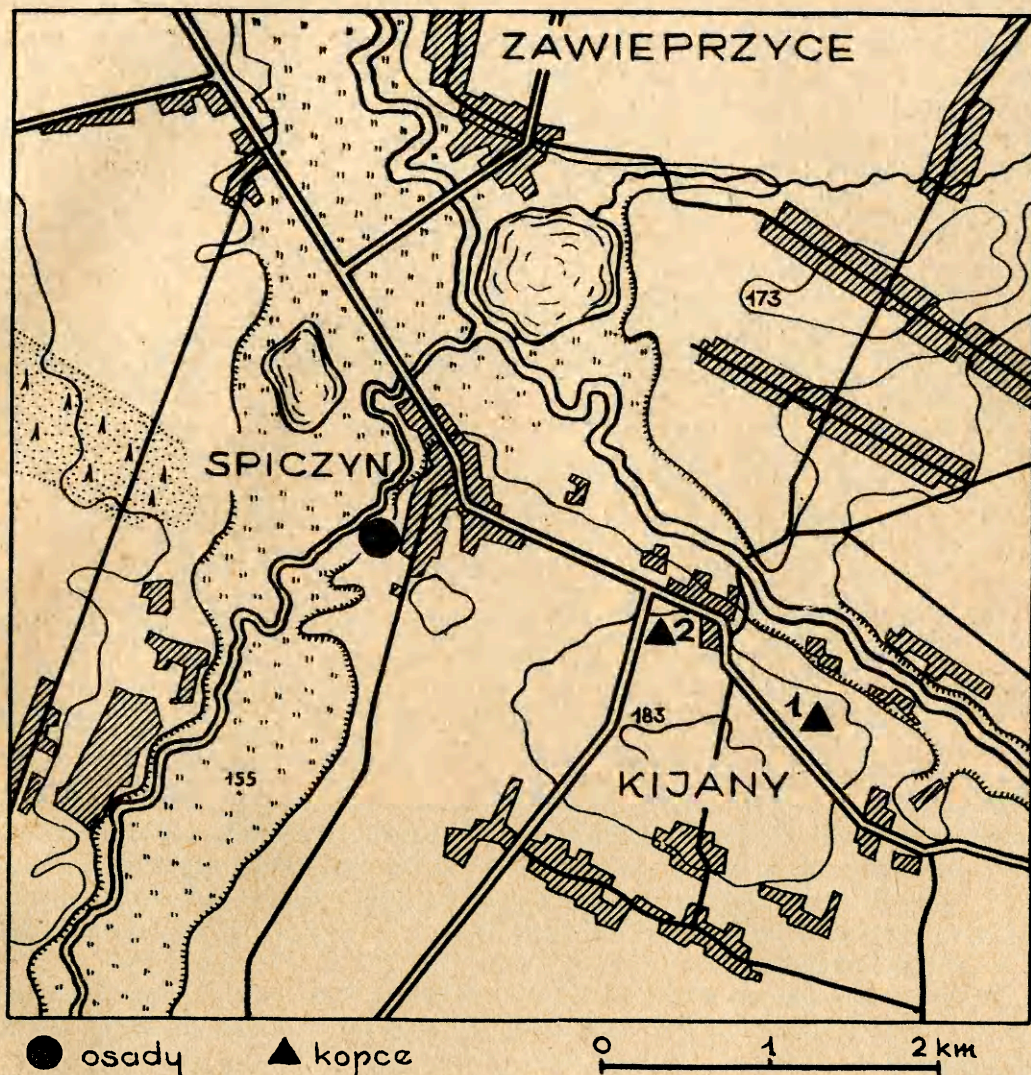 ZAWIEPRZYCE
173
SPICZYN
2
1
183
155
KIJANY
osady kopce 0 1 2 km